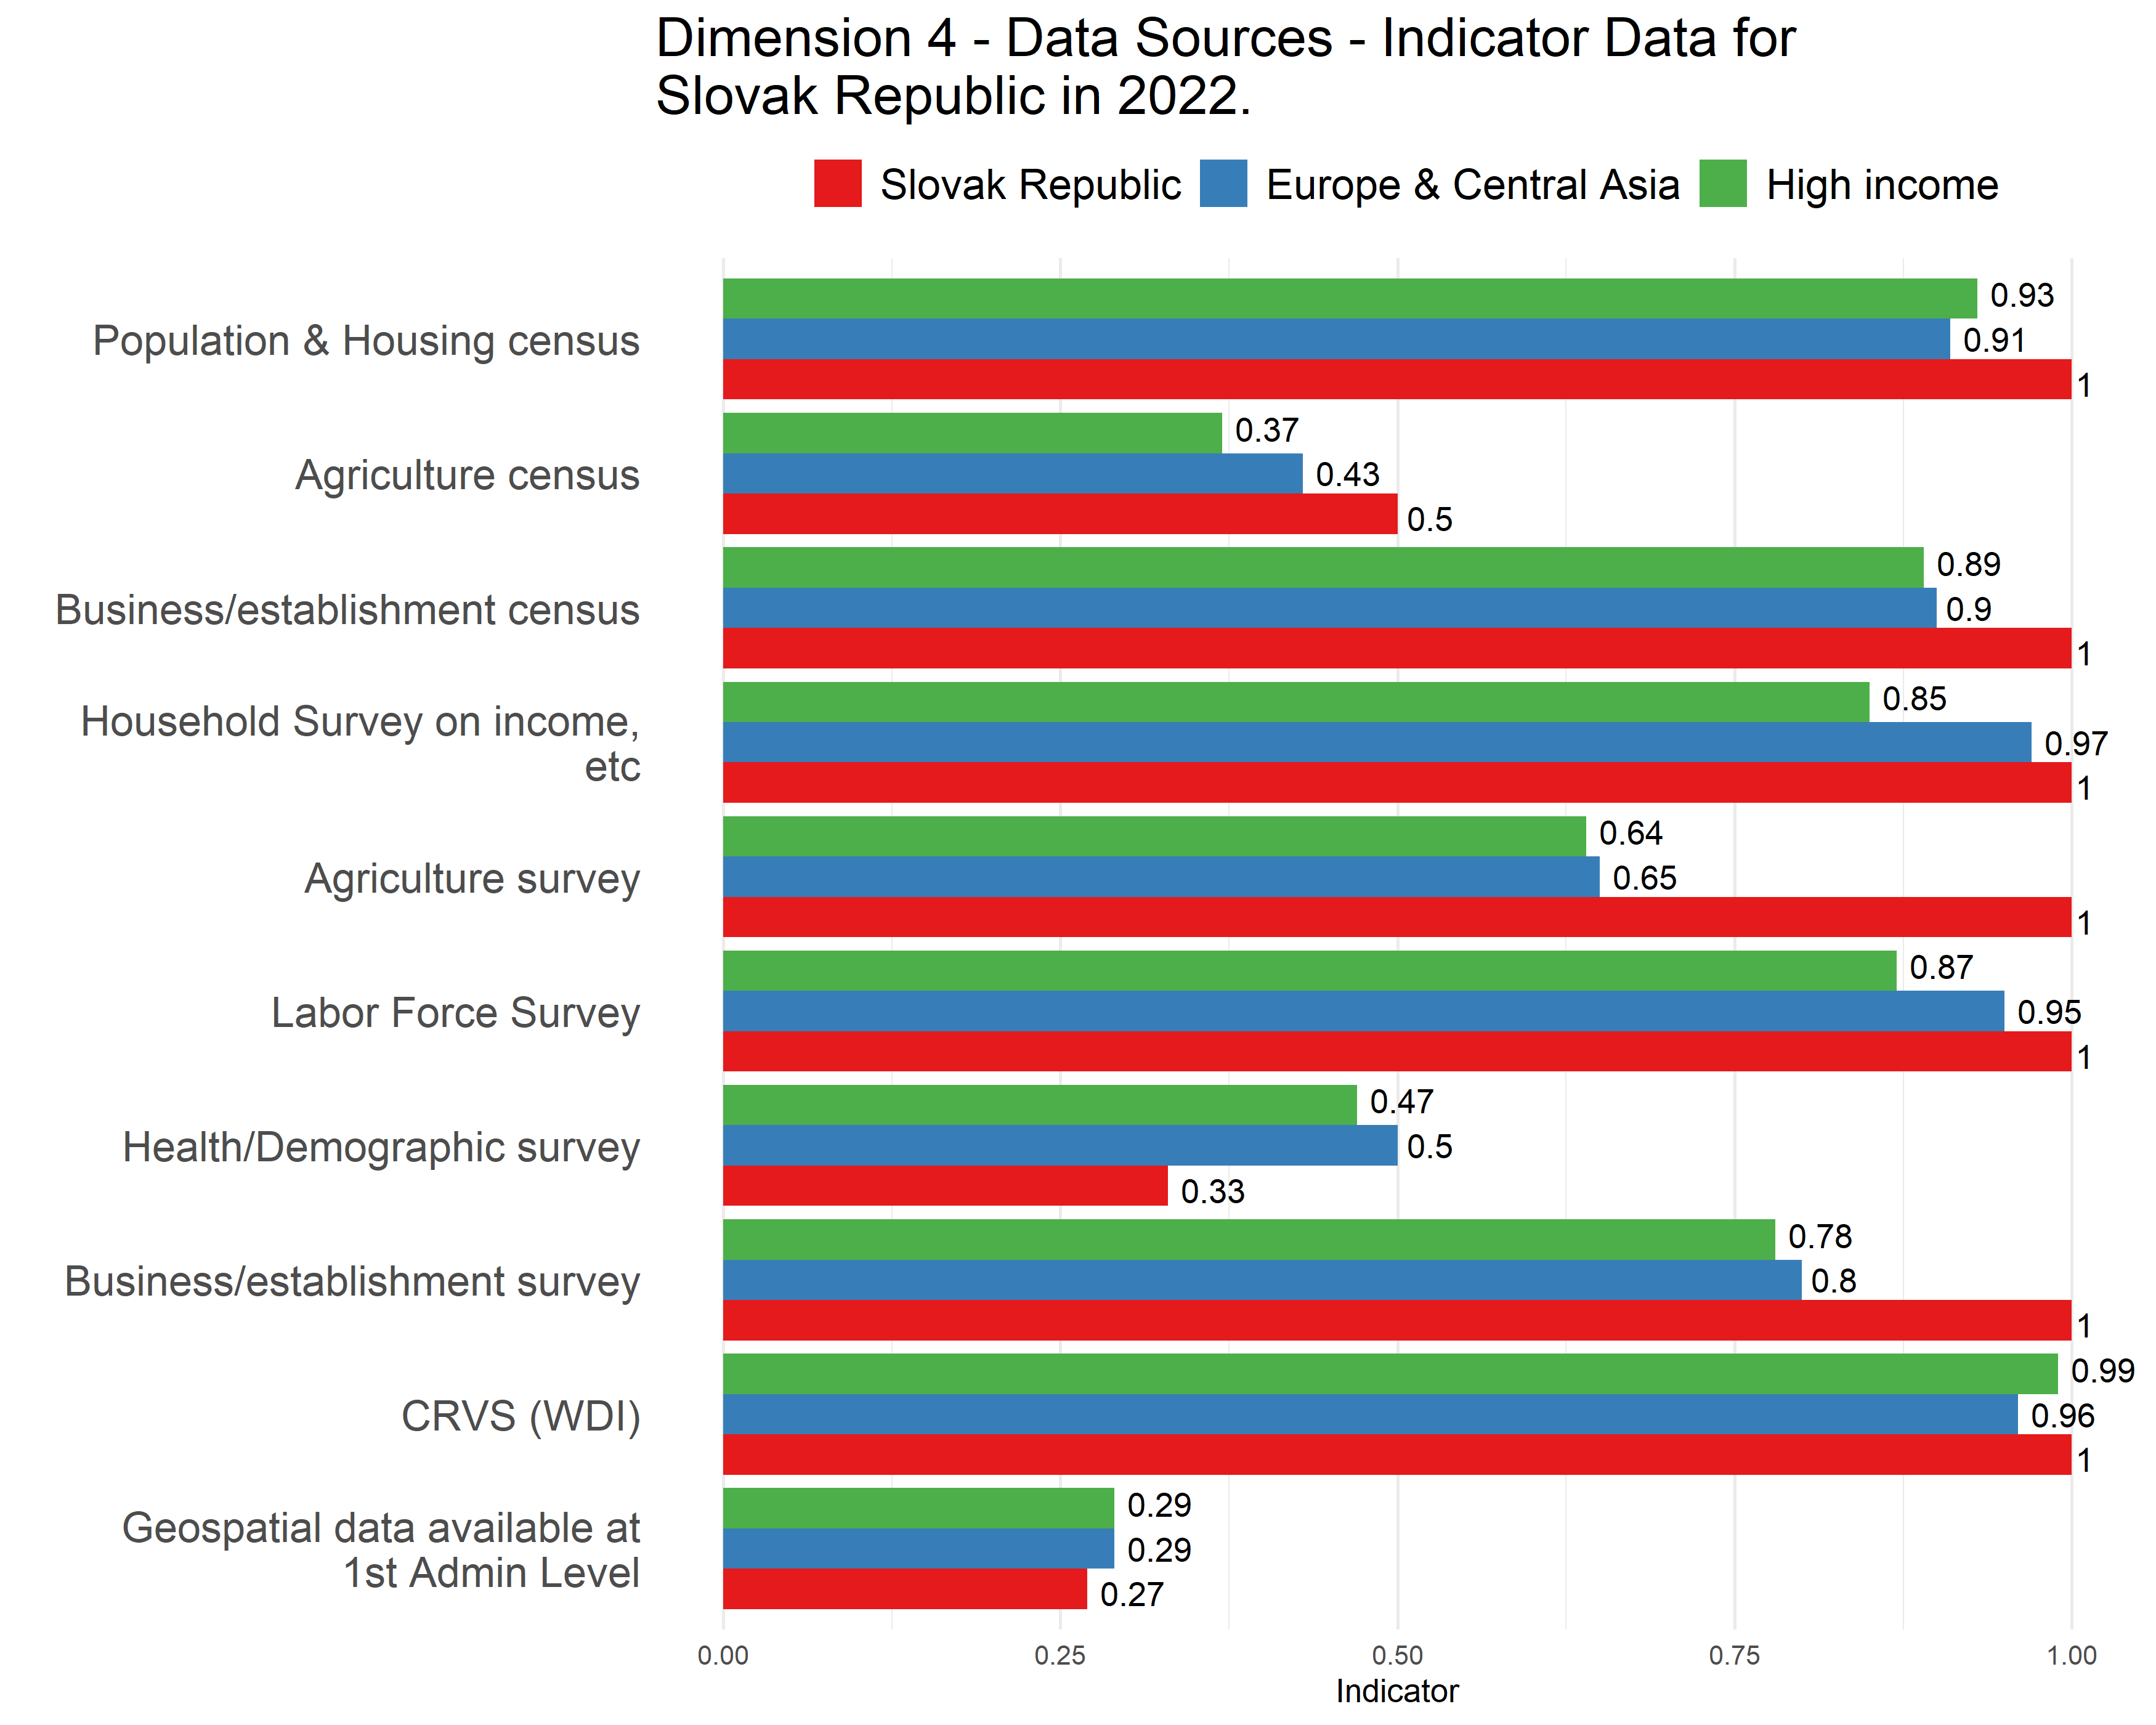 Dimension 4 - Data Sources - Indicator Data for
Slovak Republic in 2022.
Slovak Republic Europe & Central Asia High income
Population & Housing census
0.93
0.91
1
Agriculture census
0.37
0.43
0.5
Business/establishment census
0.89
0.9
1
Household Survey on income,
etc
0.85
0.97
1
Agriculture survey
0.64
0.65
1
Labor Force Survey
0.87
0.95
1
Health/Demographic survey
0.47
0.5
0.33
Business/establishment survey
0.78
0.8
1
CRVS (WDI)
0.99
0.96
1
Geospatial data available at
1st Admin Level
0.29
0.29
0.27
0.00 0.25 0.50 0.75 1.00
Indicator